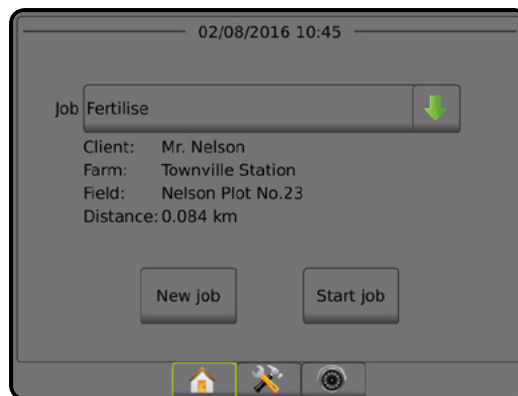 02/08/2016 10:45
Job Fertilise
Client: Mr. Nelson
Farm: Townville Station
Field: Nelson Plot No.23
Distance: 0.084 km
New job Start job